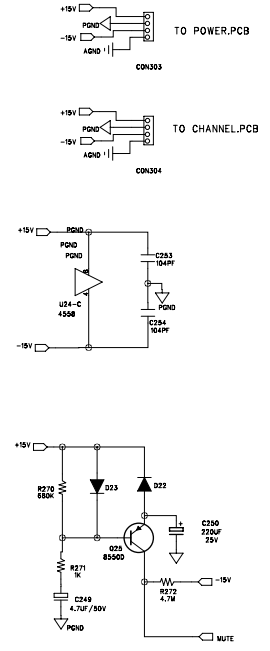 +15V
PGND
-15V
AGND
TO POWER.PCB
CON303
+15V
PGND
-15V
AGND
TO CHANNEL.PCB
CON304
+15V
PGND
PGND
PGND
8
4
U24-C
4558
C253
104PF
PGND
C254
104PF
-15V
+15V
R270
680K
D23
D22
C250
220UF
25V
+
Q25
8550D
R271
1K
C249
4.7UF/50V
PGND
R272
4.7M
-15V
MUTE